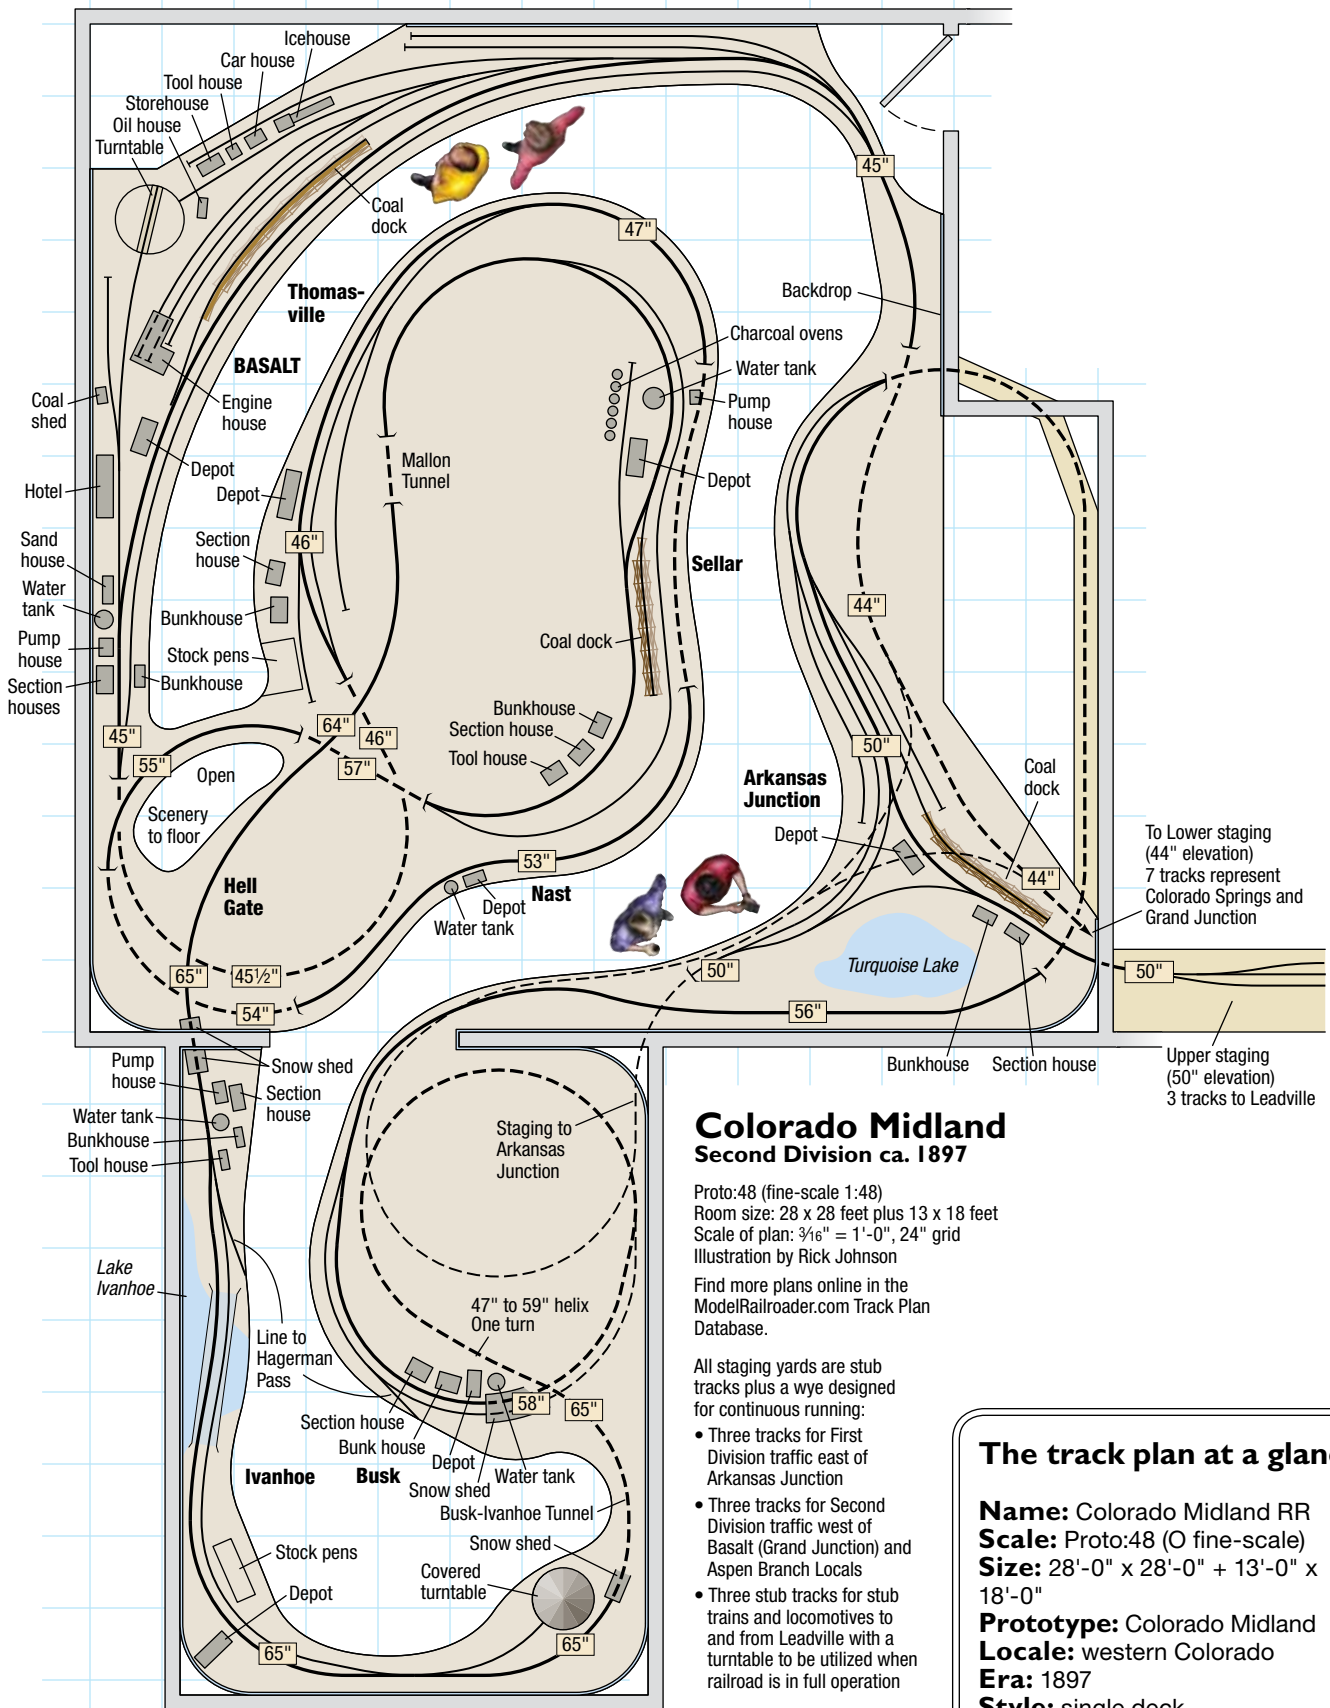 Icehouse
Car house
Tool house
Storehouse
Oil house
Turntable
45"
Coal
dock
47"
Backdrop
Thomas-
ville
Charcoal ovens
BASALT
Water tank
Coal
shed
Engine
house
Pump
house
Mallon
Tunnel
Depot
Depot
Depot
Hotel
Sand
house
Section
house
46"
Sellar
Water
tank
44"
Bunkhouse
Pump
house
Coal dock
Stock pens
Section
houses
Bunkhouse
Bunkhouse
Section house
Tool house
64"
46"
45"
57"
55"
50"
Open
Arkansas
Junction
Coal
dock
Scenery
to floor
Depot
To Lower staging
(44" elevation)
7 tracks represent
Colorado Springs and
Grand Junction
53"
Hell
Gate
Nast
44"
Depot
Water tank
65"
45½"
50"
Turquoise Lake
50"
54"
56"
Pump
house
Snow shed
Bunkhouse
Section house
Upper staging
(50" elevation)
3 tracks to Leadville
Section
house
Water tank
Bunkhouse
Tool house
Staging to
Arkansas
Junction
Colorado Midland
Second Division ca. 1897
Proto:48 (fine-scale 1:48)
Room size: 28 x 28 feet plus 13 x 18 feet
Scale of plan: 3⁄16" = 1'-0", 24" grid
Illustration by Rick Johnson
Find more plans online in the
ModelRailroader.com Track Plan
Database.
Lake
Ivanhoe
47" to 59" helix
One turn
Line to
Hagerman
Pass
58"
65"
Section house
Bunk house
Depot
Water tank
Snow shed
Ivanhoe
Busk
Busk-Ivanhoe Tunnel
Snow shed
Stock pens
Covered
turntable
Depot
65"
65"
All staging yards are stub
tracks plus a wye designed
for continuous running:
• Three tracks for First
Division traffic east of
Arkansas Junction
• Three tracks for Second
Division traffic west of
Basalt (Grand Junction) and
Aspen Branch Locals
• Three stub tracks for stub
trains and locomotives to
and from Leadville with a
turntable to be utilized when
railroad is in full operation
The track plan at a glan
Name: Colorado Midland RR
Scale: Proto:48 (O fine-scale)
Size: 28'-0" x 28'-0" + 13'-0" x
18'-0"
Prototype: Colorado Midland
Locale: western Colorado
Era: 1897
Style: single deck